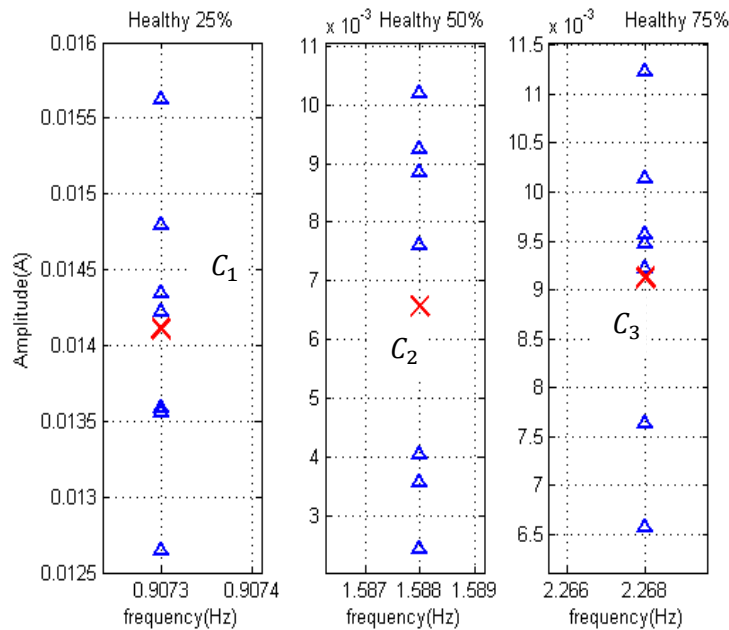 Healthy 25%
0.016
0.0155
0.015
0.0145
0.014
0.0135
0.013
0.0125
Amplitude(A)
C₁
0.9073 0.9074
frequency(Hz)
x 10⁻³ Healthy 50%
11
10
9
8
7
6
5
4
3
C₂
1.587 1.588 1.589
frequency(Hz)
x 10⁻³ Healthy 75%
11.5
11
10.5
10
9.5
9
8.5
8
7.5
7
6.5
C₃
2.266 2.268
frequency(Hz)